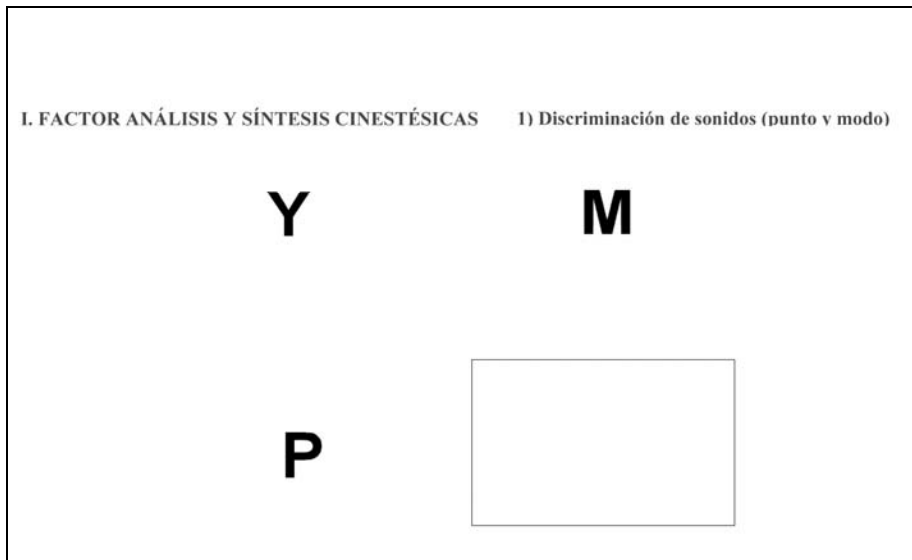 I. FACTOR ANÁLISIS Y SÍNTESIS CINESTÉSICAS 1) Discriminación de sonidos (punto y modo)
Y M
P